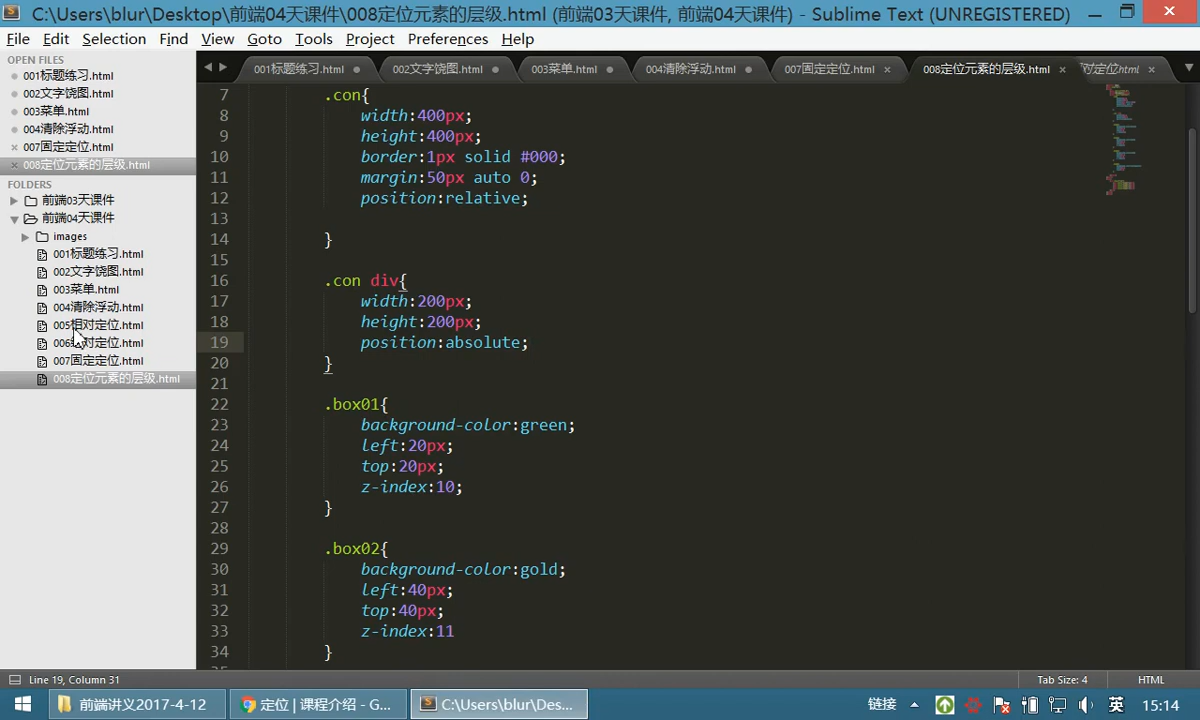 C:\Users\blur\Desktop\前端04天课件\008定位元素的层级.html (前端03天课件, 前端04天课件) - Sublime Text (UNREGISTERED)
File Edit Selection Find View Goto Tools Project Preferences Help
OPEN FILES
001标题练习.html
002文字饶图.html
003菜单.html
004清除浮动.html
007固定定位.html
008定位元素的层级.html
FOLDERS
前端03天课件
前端04天课件
images
001标题练习.html
002文字饶图.html
003菜单.html
004清除浮动.html
005相对定位.html
006 对定位.html
007固定定位.html
008定位元素的层级.html
001标题练习.html 002文字饶图.html 003菜单.html 004清除浮动.html 007固定定位.html 008定位元素的层级.html 对定位html
7 .con{
8 width:400px;
9 height:400px;
10 border:1px solid #000;
11 margin:50px auto 0;
12 position:relative;
13
14 }
15
16 .con div{
17 width:200px;
18 height:200px;
19 position:absolute;
20 }
21
22 .box01{
23 background-color:green;
24 left:20px;
25 top:20px;
26 z-index:10;
27 }
28
29 .box02{
30 background-color:gold;
31 left:40px;
32 top:40px;
33 z-index:11
34 }
Line 19, Column 31 Tab Size: 4 HTML
前端讲义2017-4-12 定位 | 课程介绍 - G... C:\Users\blur\Des... 链接 英 15:14